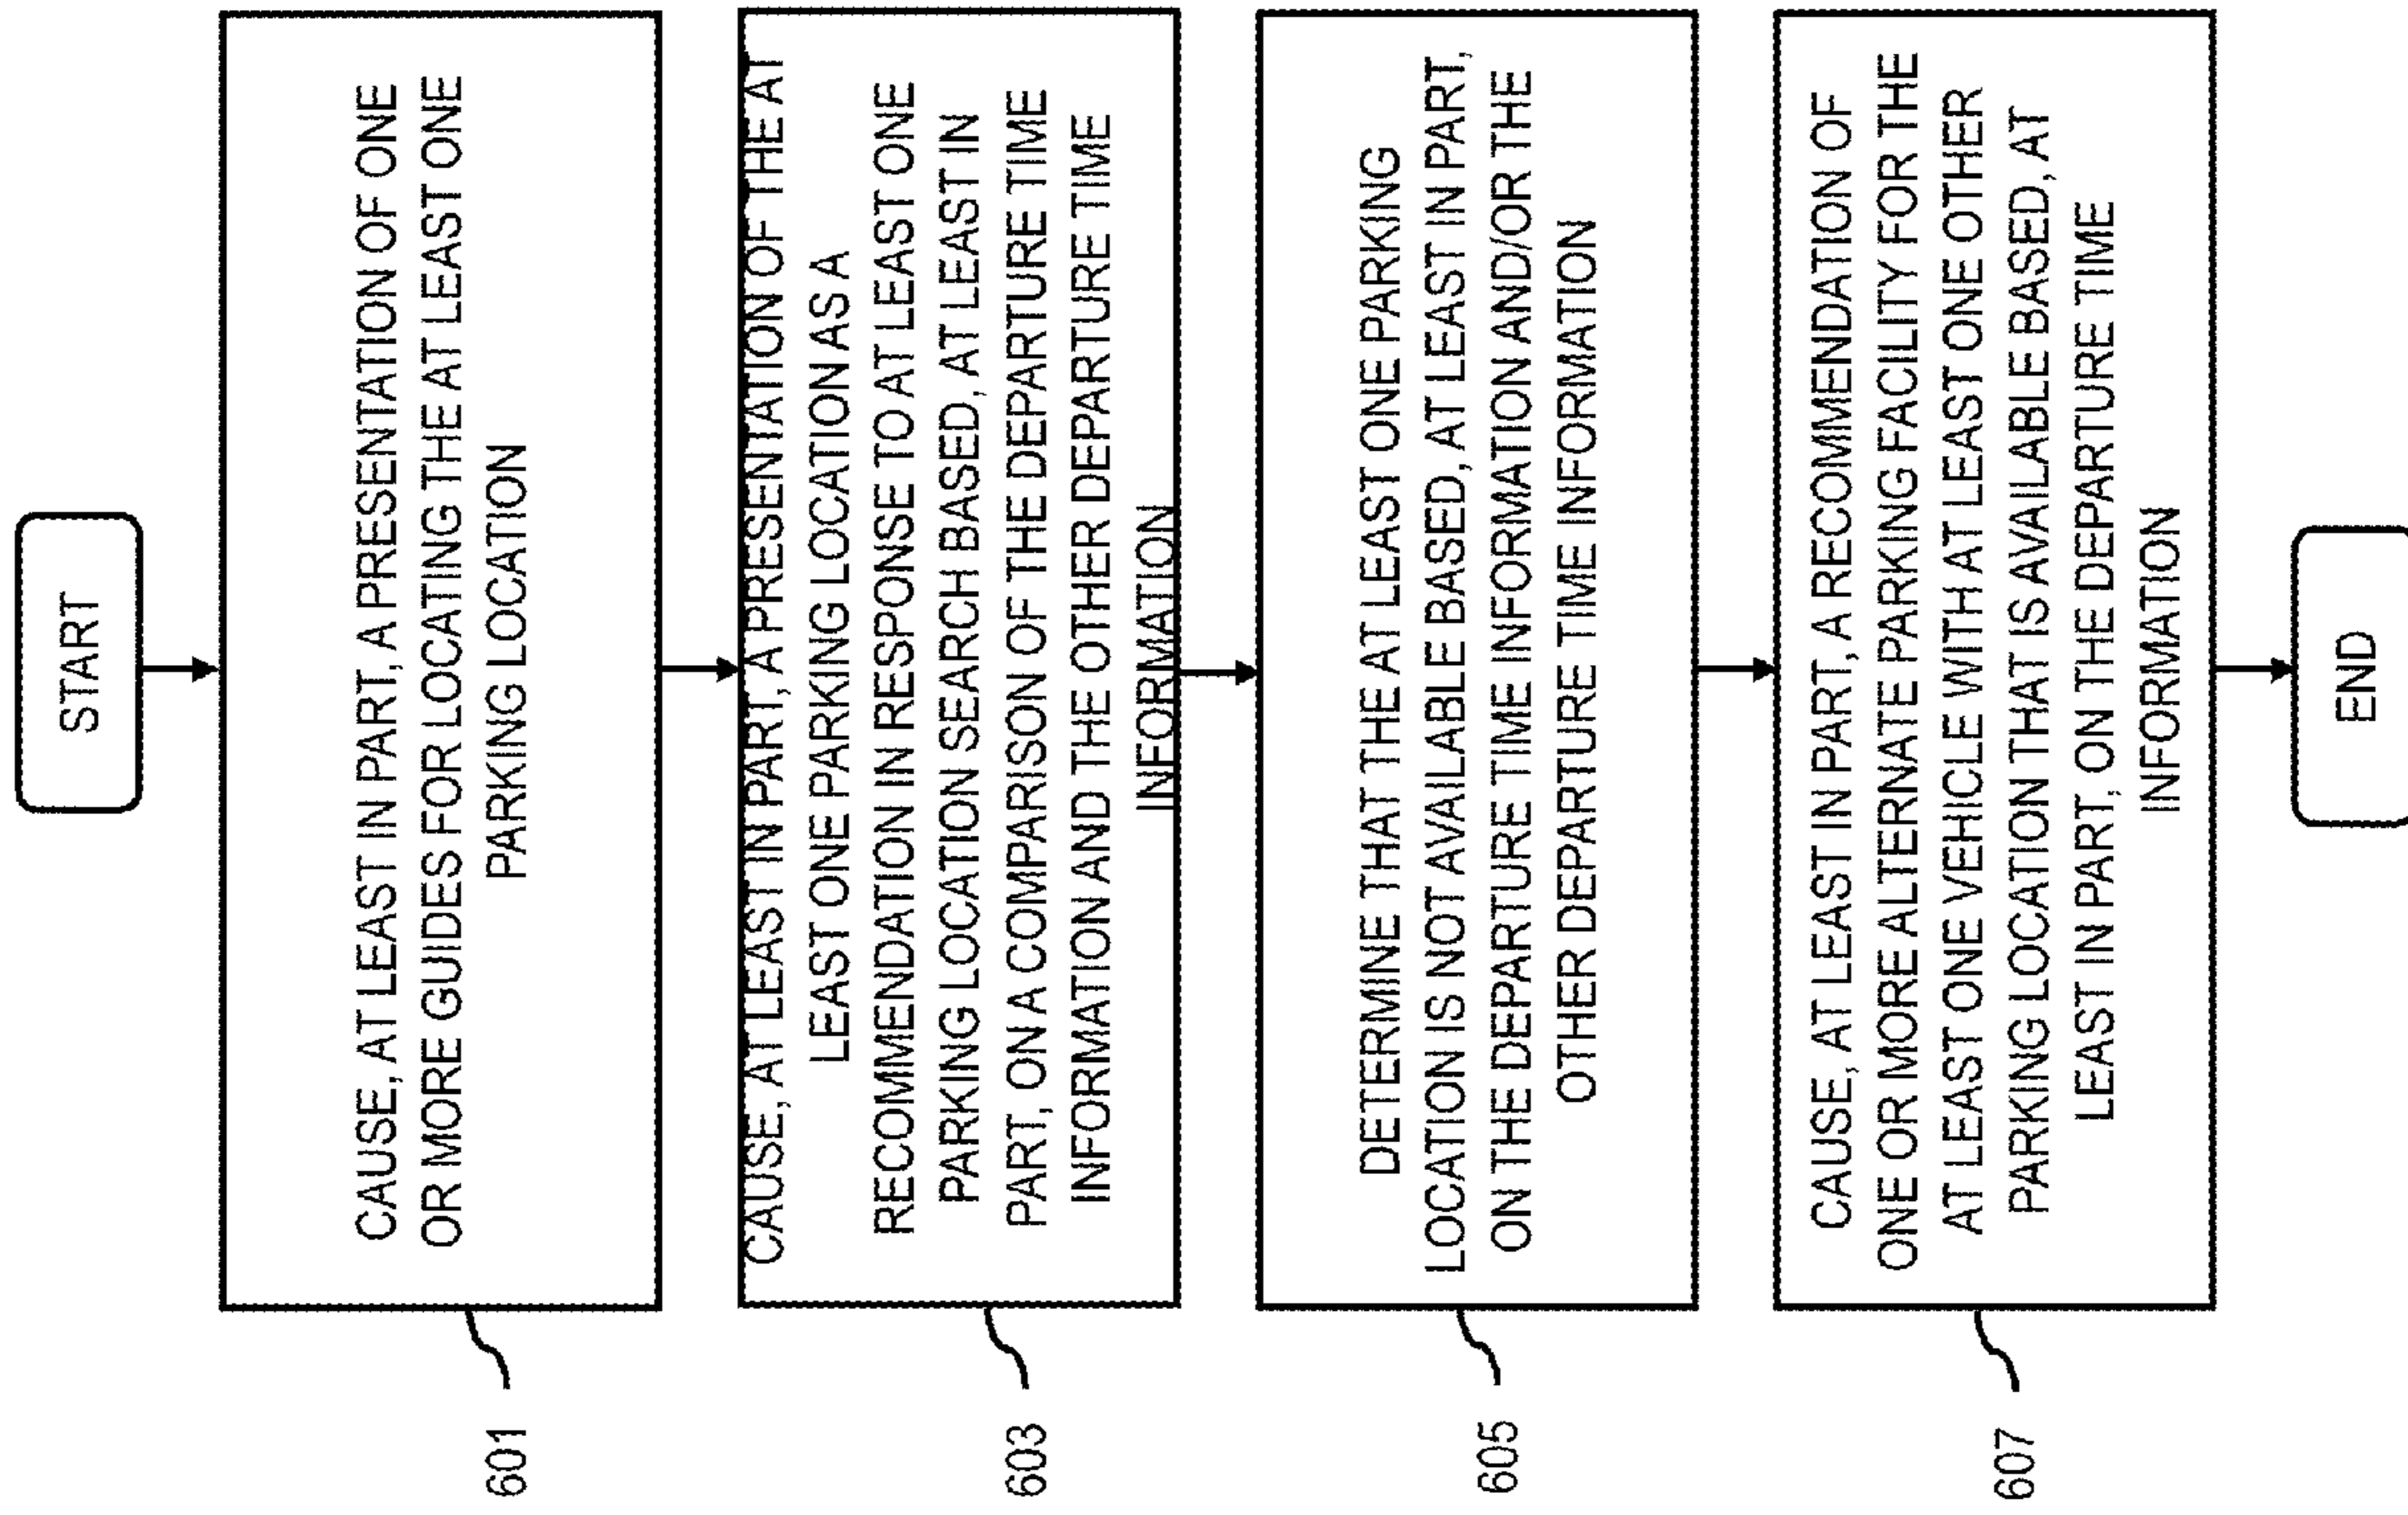 START
CAUSE, AT LEAST IN PART, A PRESENTATION OF ONE
OR MORE GUIDES FOR LOCATING THE AT LEAST ONE
PARKING LOCATION
601
CAUSE, AT LEAST IN PART, A PRESENTATION OF THE AT
LEAST ONE PARKING LOCATION AS A
RECOMMENDATION IN RESPONSE TO AT LEAST ONE
PARKING LOCATION SEARCH BASED, AT LEAST IN
PART, ON A COMPARISON OF THE DEPARTURE TIME
INFORMATION AND THE OTHER DEPARTURE TIME
INFORMATION
603
DETERMINE THAT THE AT LEAST ONE PARKING
LOCATION IS NOT AVAILABLE BASED, AT LEAST IN PART,
ON THE DEPARTURE TIME INFORMATION AND/OR THE
OTHER DEPARTURE TIME INFORMATION
605
CAUSE, AT LEAST IN PART, A RECOMMENDATION OF
ONE OR MORE ALTERNATE PARKING FACILITY FOR THE
AT LEAST ONE VEHICLE WITH AT LEAST ONE OTHER
PARKING LOCATION THAT IS AVAILABLE BASED, AT
LEAST IN PART, ON THE DEPARTURE TIME
INFORMATION
607
END